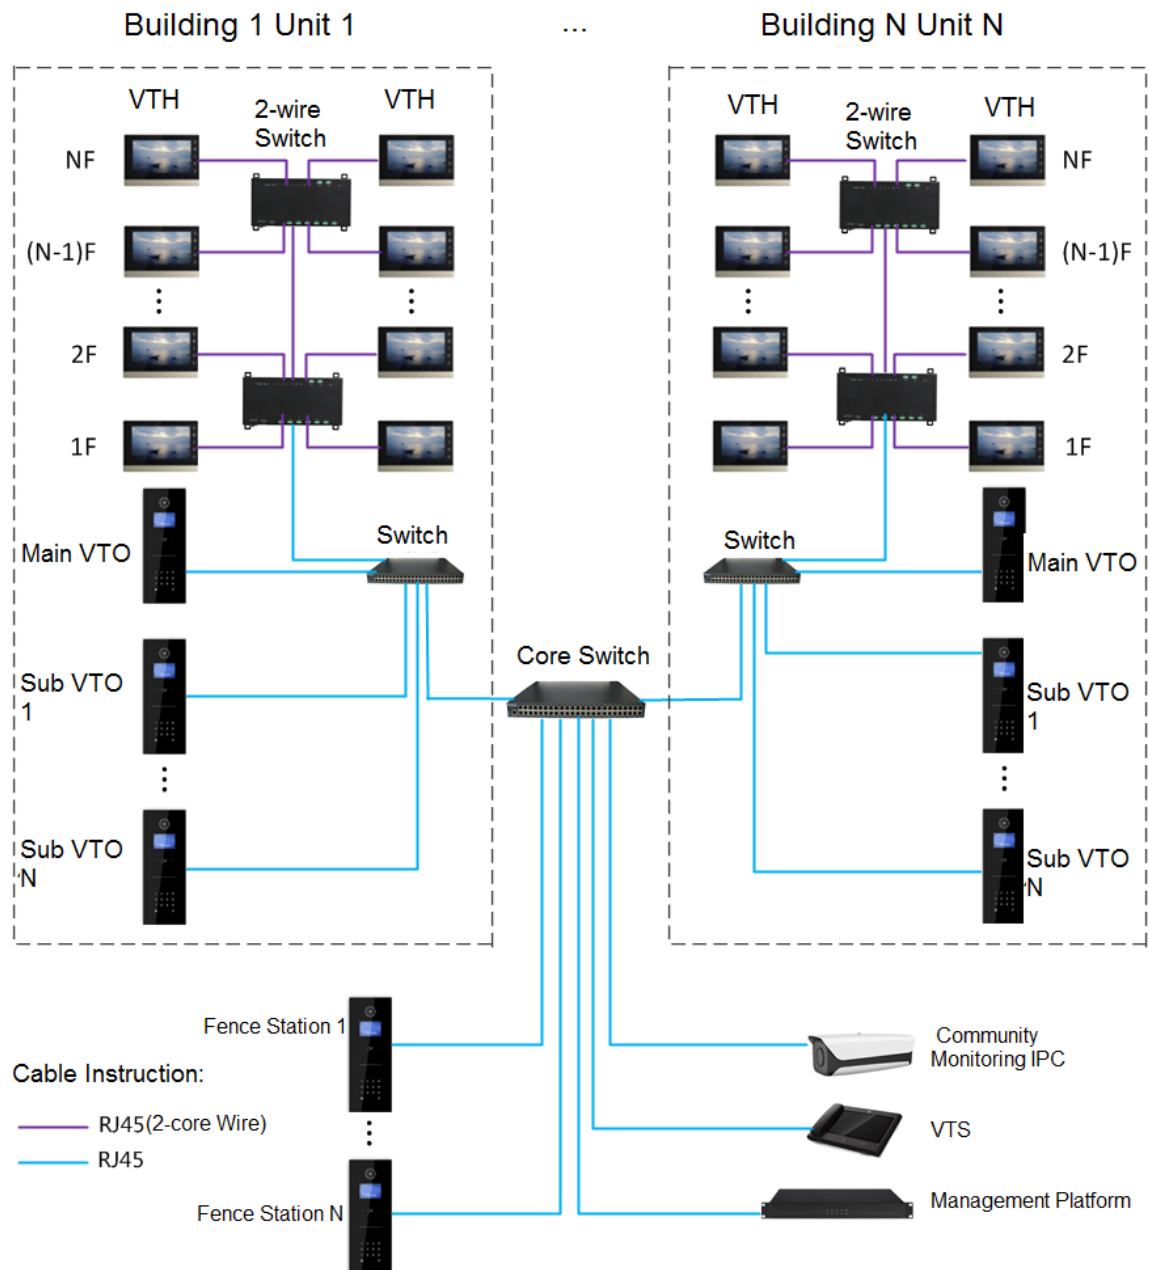 Building 1 Unit 1
...
Building N Unit N
VTH
2-wire
Switch
VTH
NF
(N-1)F
2F
1F
Main VTO
Switch
Sub VTO
1
Sub VTO
N
VTH
2-wire
Switch
VTH
NF
(N-1)F
2F
1F
Switch
Main VTO
Sub VTO
1
Sub VTO
N
Core Switch
Fence Station 1
Fence Station N
Community
Monitoring IPC
VTS
Management Platform
Cable Instruction:
RJ45(2-core Wire)
RJ45